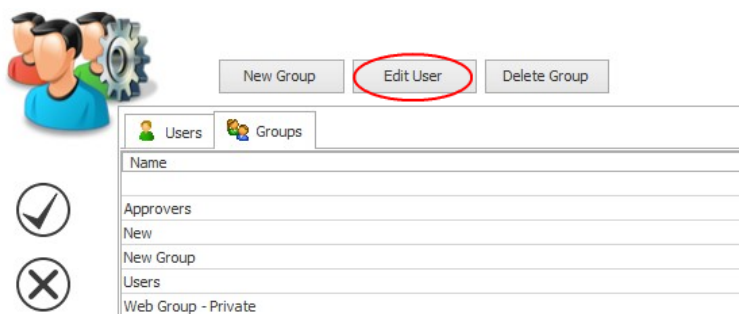 New Group Edit User Delete Group
Users Groups
Name
Approvers
New
New Group
Users
Web Group - Private